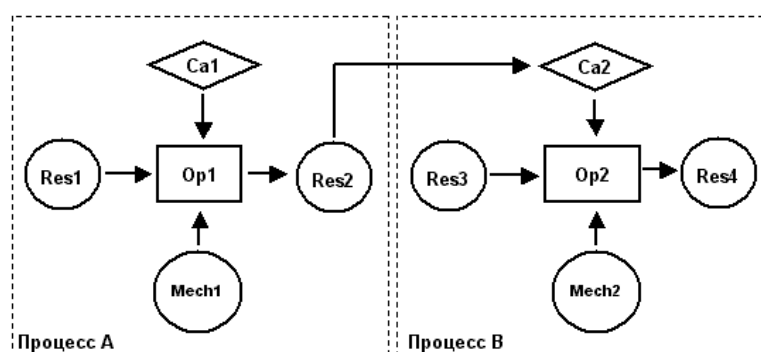 Ca1
Ca2
Res1
Op1
Res2
Res3
Op2
Res4
Mech1
Mech2
Процесс А
Процесс В